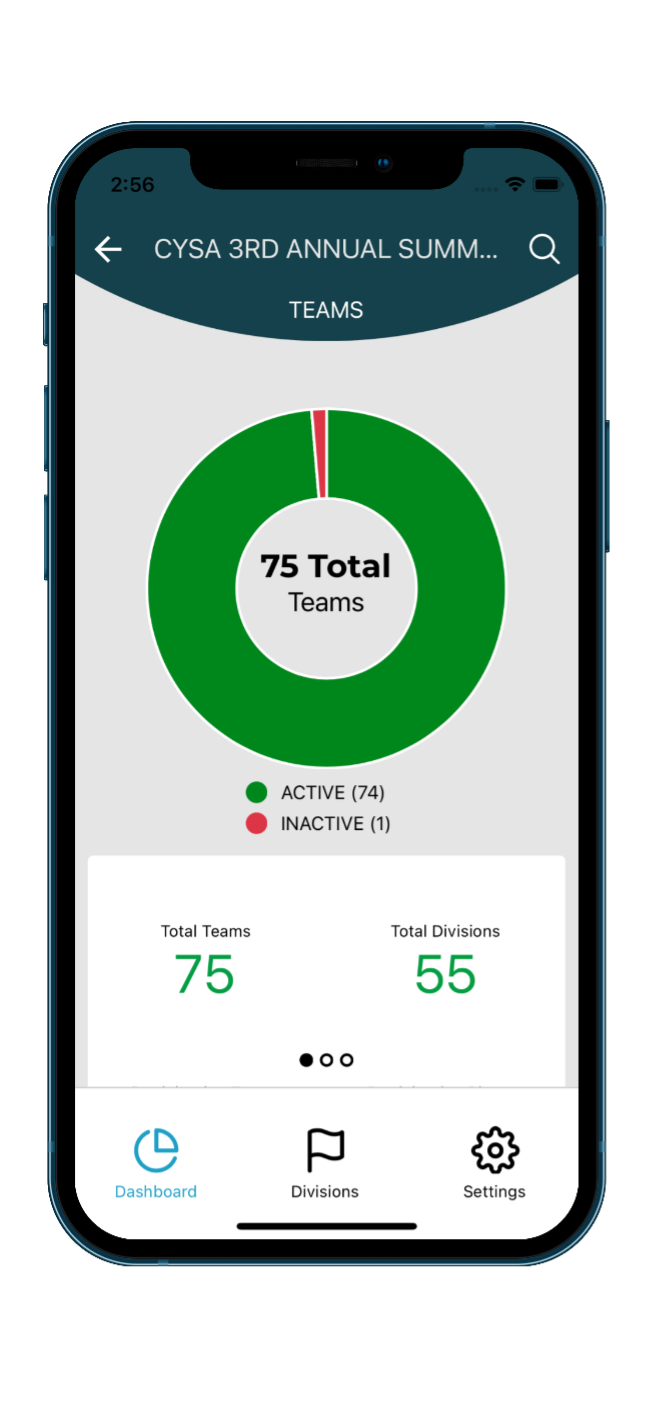 2:56
CYSA 3RD ANNUAL SUMM...
TEAMS
75 Total
Teams
ACTIVE (74)
INACTIVE (1)
Total Teams Total Divisions
75 55
Dashboard Divisions Settings